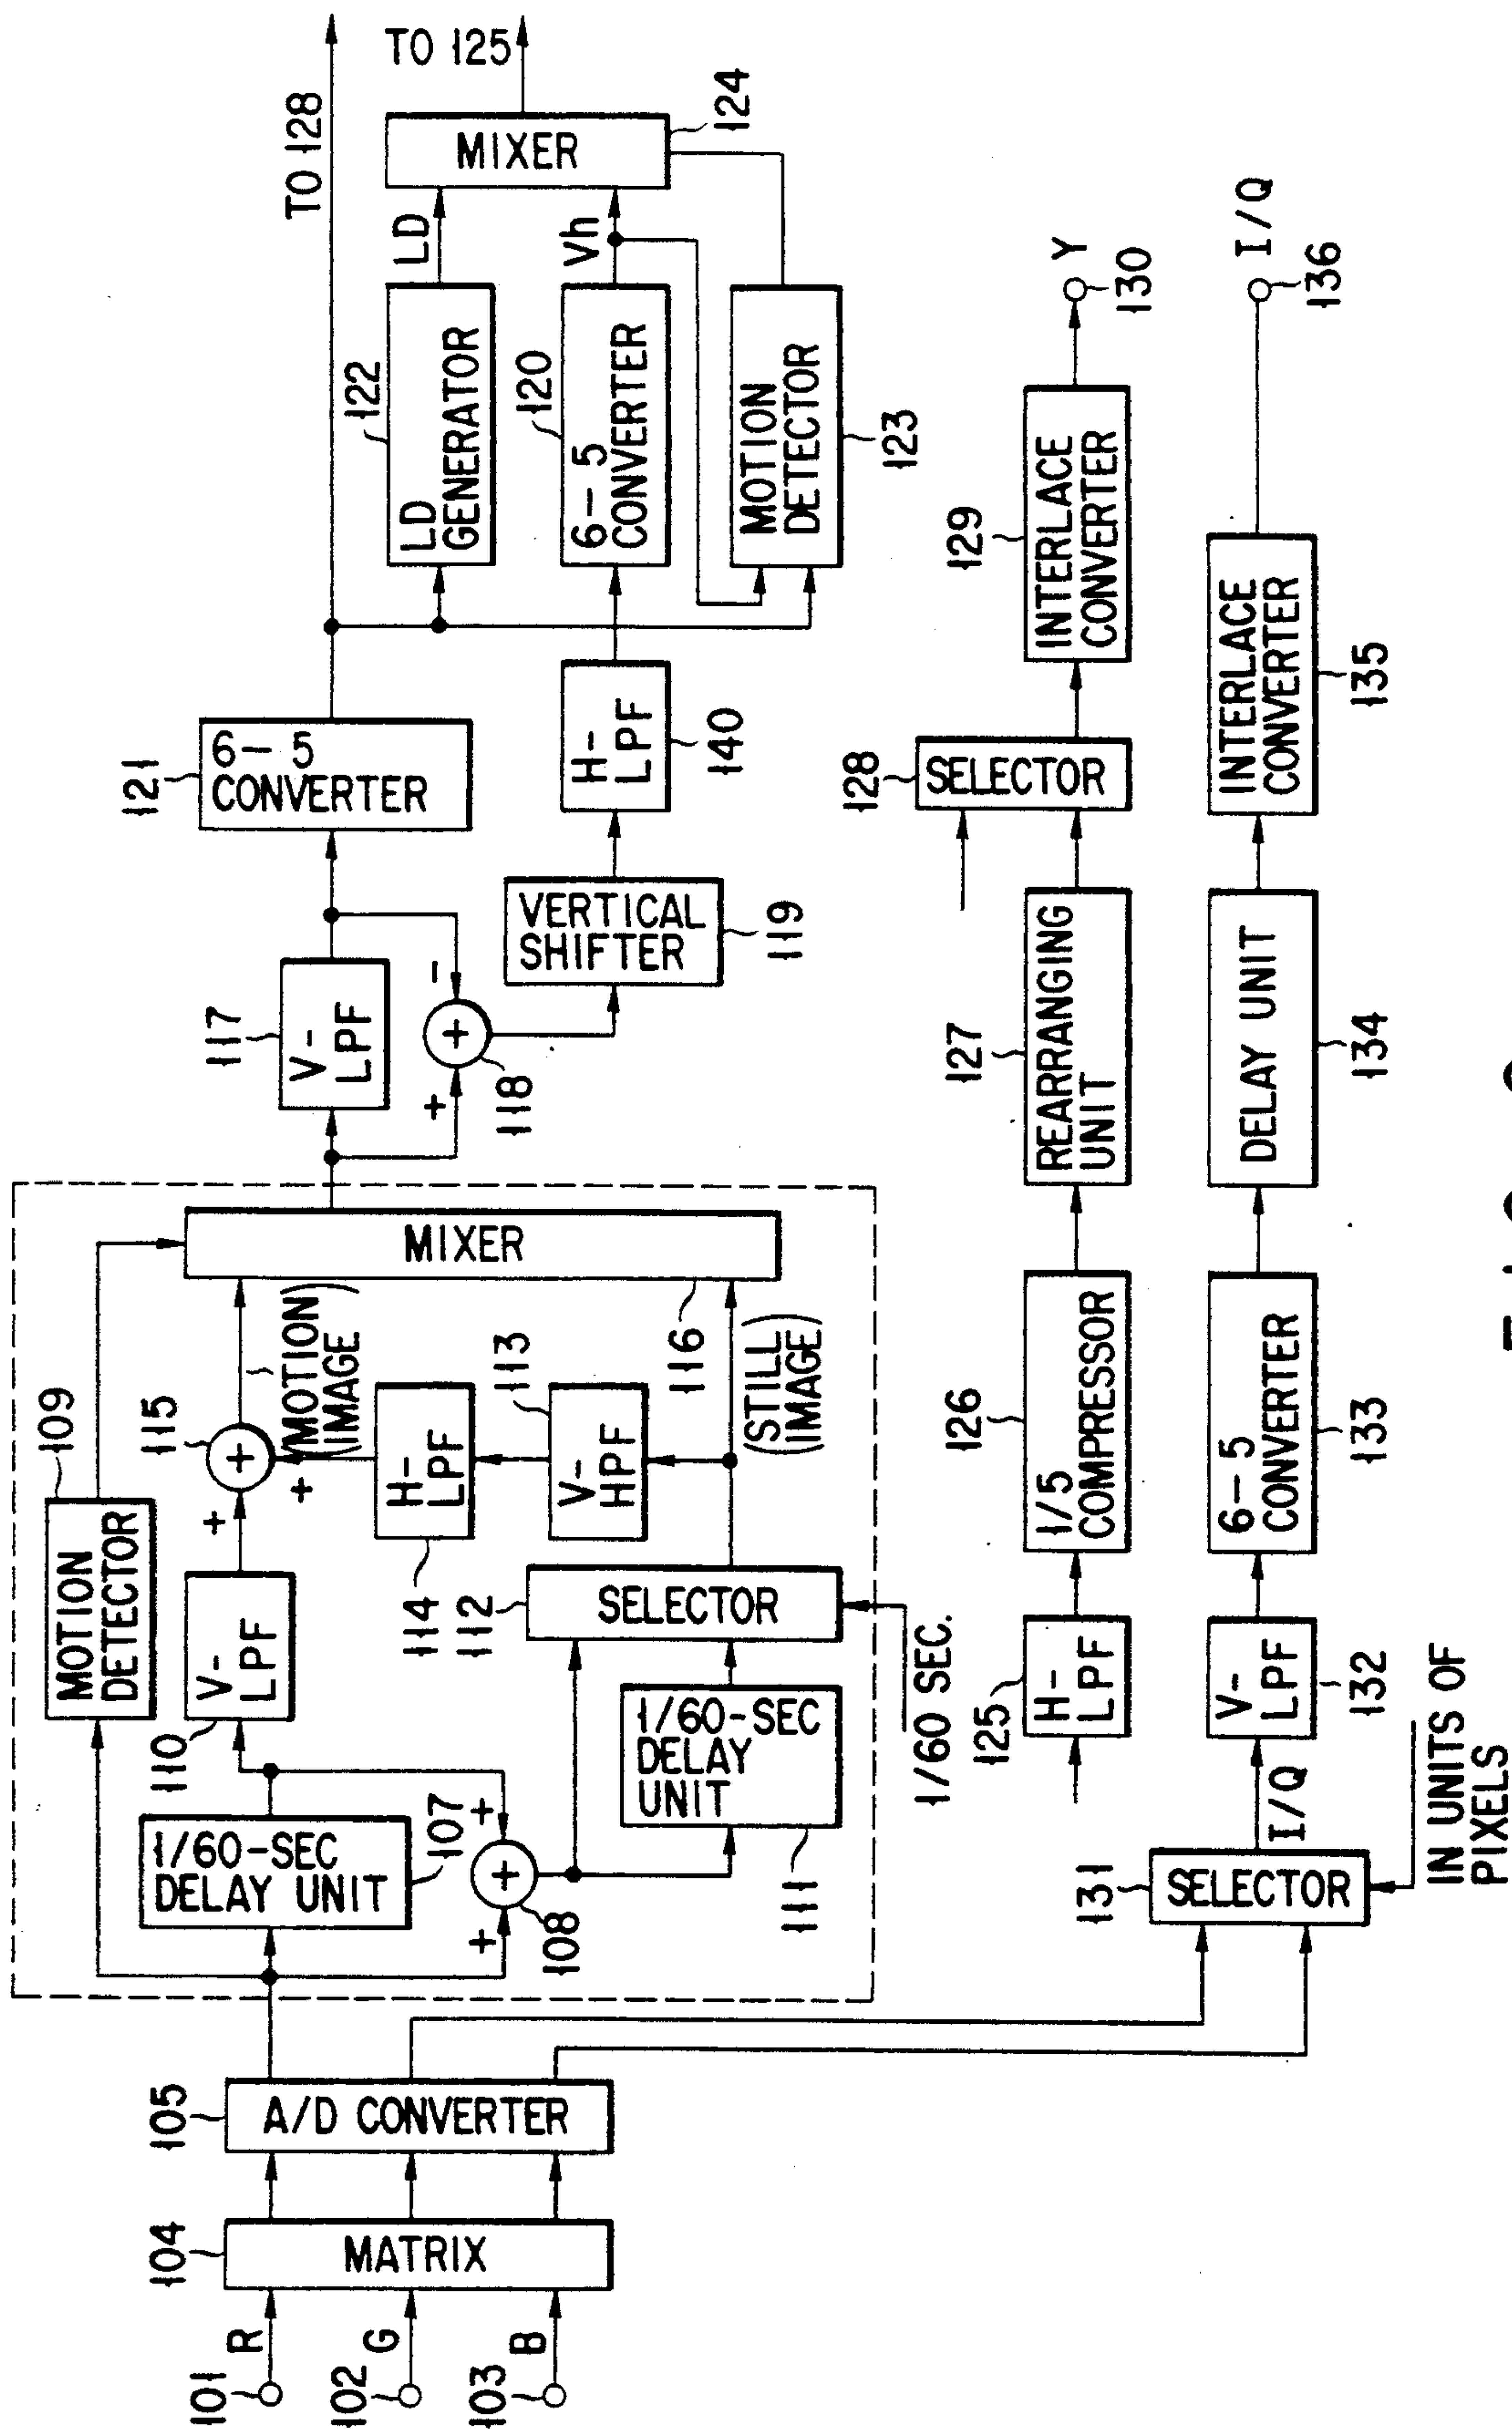 101
R
102
G
103
B
104
MATRIX
105
A/D CONVERTER
MOTION
DETECTOR
109
1/60-SEC
DELAY UNIT
107
+
+
+
108
110
V-
LPF
+
+
+
115
(MOTION
IMAGE)
1/60-SEC
DELAY
UNIT
111
112
SELECTOR
1/60 SEC.
113
V-
HPF
114
H-
LPF
(STILL
IMAGE)
MIXER
116
117
V-
LPF
+
-
+
118
VERTICAL
SHIFTER
119
121
6-5
CONVERTER
H-
LPF
140
TO 128
122
LD
GENERATOR
LD
120
6-5
CONVERTER
Vh
MOTION
DETECTOR
123
MIXER
124
TO 125
125
H-
LPF
126
1/5
COMPRESSOR
127
REARRANGING
UNIT
128
SELECTOR
129
INTERLACE
CONVERTER
Y
130
131
SELECTOR
IN UNITS OF
PIXELS
I/Q
V-
LPF
132
6-5
CONVERTER
133
DELAY UNIT
134
INTERLACE
CONVERTER
135
I/Q
136